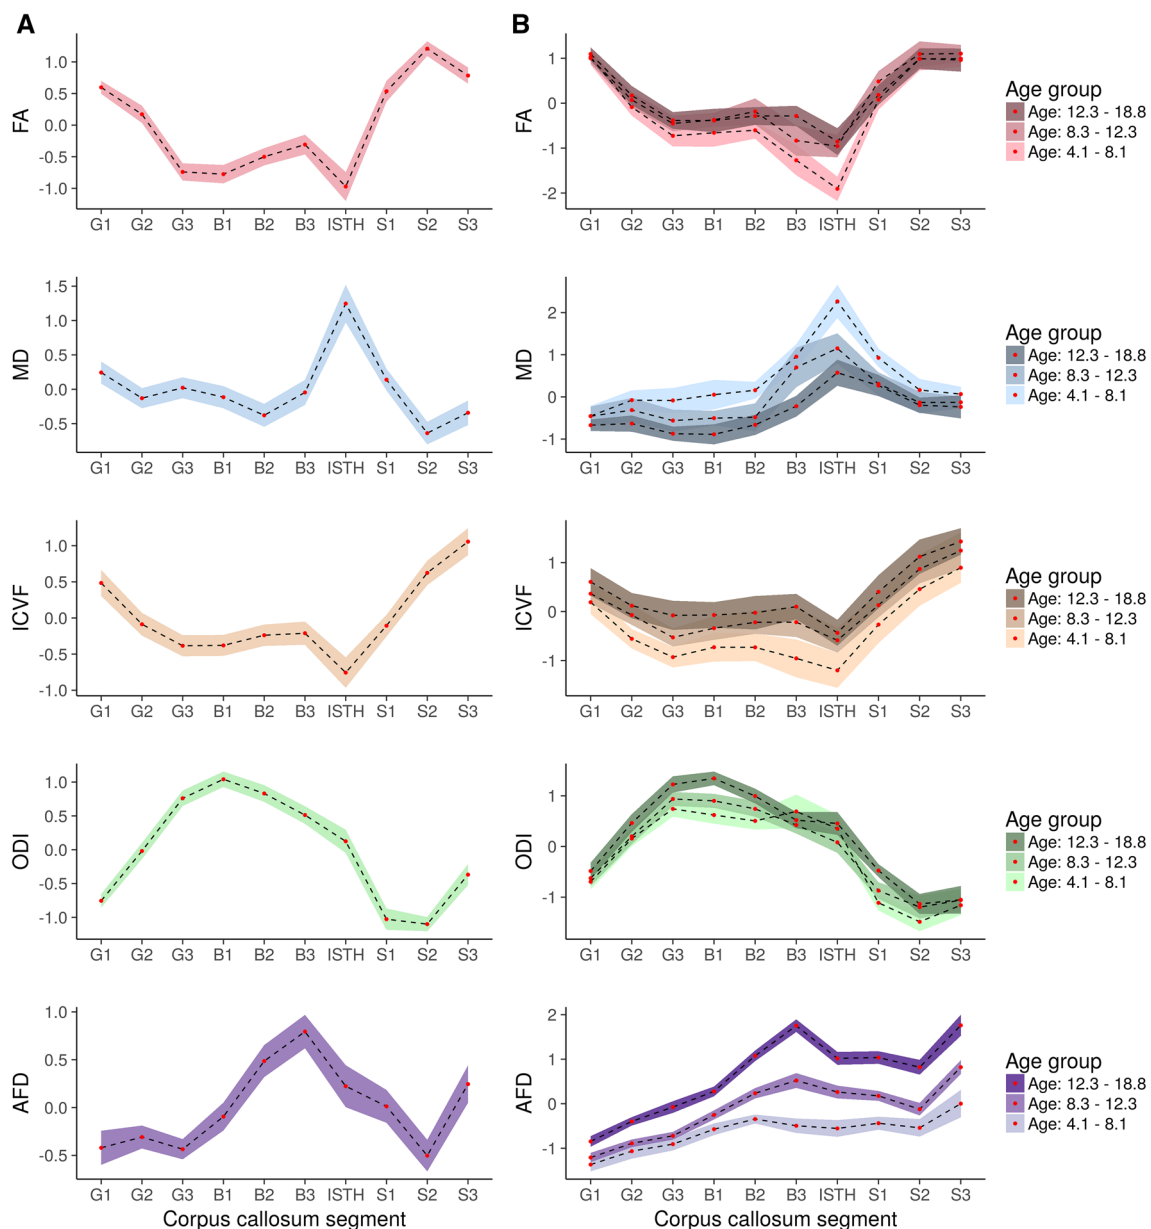 A
B
FA
1.0
0.5
0.0
-0.5
-1.0
G1 G2 G3 B1 B2 B3 ISTH S1 S2 S3
FA
1
0
-1
-2
G1 G2 G3 B1 B2 B3 ISTH S1 S2 S3
Age group
Age: 12.3 - 18.8
Age: 8.3 - 12.3
Age: 4.1 - 8.1
MD
1.5
1.0
0.5
0.0
-0.5
G1 G2 G3 B1 B2 B3 ISTH S1 S2 S3
MD
2
1
0
-1
G1 G2 G3 B1 B2 B3 ISTH S1 S2 S3
Age group
Age: 12.3 - 18.8
Age: 8.3 - 12.3
Age: 4.1 - 8.1
ICVF
1.0
0.5
0.0
-0.5
-1.0
G1 G2 G3 B1 B2 B3 ISTH S1 S2 S3
ICVF
1
0
-1
G1 G2 G3 B1 B2 B3 ISTH S1 S2 S3
Age group
Age: 12.3 - 18.8
Age: 8.3 - 12.3
Age: 4.1 - 8.1
ODI
1.0
0.5
0.0
-0.5
-1.0
G1 G2 G3 B1 B2 B3 ISTH S1 S2 S3
ODI
1
0
-1
G1 G2 G3 B1 B2 B3 ISTH S1 S2 S3
Age group
Age: 12.3 - 18.8
Age: 8.3 - 12.3
Age: 4.1 - 8.1
AFD
1.0
0.5
0.0
-0.5
G1 G2 G3 B1 B2 B3 ISTH S1 S2 S3
Corpus callosum segment
AFD
2
1
0
-1
G1 G2 G3 B1 B2 B3 ISTH S1 S2 S3
Corpus callosum segment
Age group
Age: 12.3 - 18.8
Age: 8.3 - 12.3
Age: 4.1 - 8.1